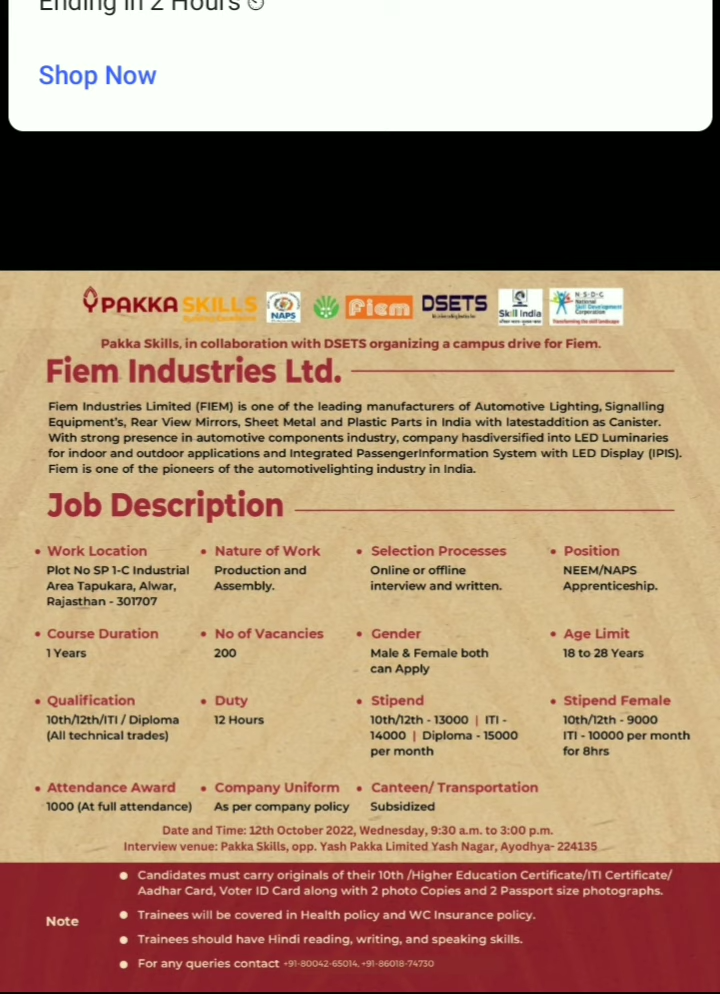 Ending in 2 Hours ⏲
Shop Now
PAKKA SKILLS
NAPS
Fiem
DSETS
Skill India
N·S·D·C
National
Skill Development
Corporation
Transforming the skill landscape
Pakka Skills, in collaboration with DSETS organizing a campus drive for Fiem.
Fiem Industries Ltd.
Fiem Industries Limited (FIEM) is one of the leading manufacturers of Automotive Lighting, Signalling
Equipment's, Rear View Mirrors, Sheet Metal and Plastic Parts in India with latestaddition as Canister.
With strong presence in automotive components industry, company hasdiversified into LED Luminaries
for indoor and outdoor applications and Integrated PassengerInformation System with LED Display (IPIS).
Fiem is one of the pioneers of the automotivelighting industry in India.
Job Description
• Work Location
Plot No SP 1-C Industrial
Area Tapukara, Alwar,
Rajasthan - 301707
• Nature of Work
Production and
Assembly.
• Selection Processes
Online or offline
interview and written.
• Position
NEEM/NAPS
Apprenticeship.
• Course Duration
1 Years
• No of Vacancies
200
• Gender
Male & Female both
can Apply
• Age Limit
18 to 28 Years
• Qualification
10th/12th/ITI / Diploma
(All technical trades)
• Duty
12 Hours
• Stipend
10th/12th - 13000 | ITI -
14000 | Diploma - 15000
per month
• Stipend Female
10th/12th - 9000
ITI - 10000 per month
for 8hrs
• Attendance Award
1000 (At full attendance)
• Company Uniform
As per company policy
• Canteen/ Transportation
Subsidized
Date and Time: 12th October 2022, Wednesday, 9:30 a.m. to 3:00 p.m.
Interview venue: Pakka Skills, opp. Yash Pakka Limited Yash Nagar, Ayodhya- 224135
Note
• Candidates must carry originals of their 10th /Higher Education Certificate/ITI Certificate/
Aadhar Card, Voter ID Card along with 2 photo Copies and 2 Passport size photographs.
• Trainees will be covered in Health policy and WC Insurance policy.
• Trainees should have Hindi reading, writing, and speaking skills.
• For any queries contact +91-80042-65014, +91-86018-74730